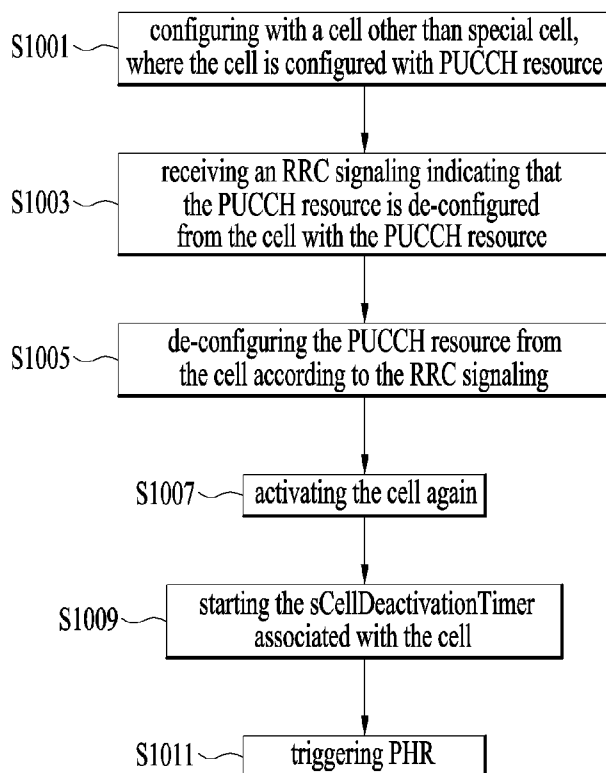 S1001
configuring with a cell other than special cell,
where the cell is configured with PUCCH resource
S1003
receiving an RRC signaling indicating that
the PUCCH resource is de-configured
from the cell with the PUCCH resource
S1005
de-configuring the PUCCH resource from
the cell according to the RRC signaling
S1007
activating the cell again
S1009
starting the sCellDeactivationTimer
associated with the cell
S1011
triggering PHR